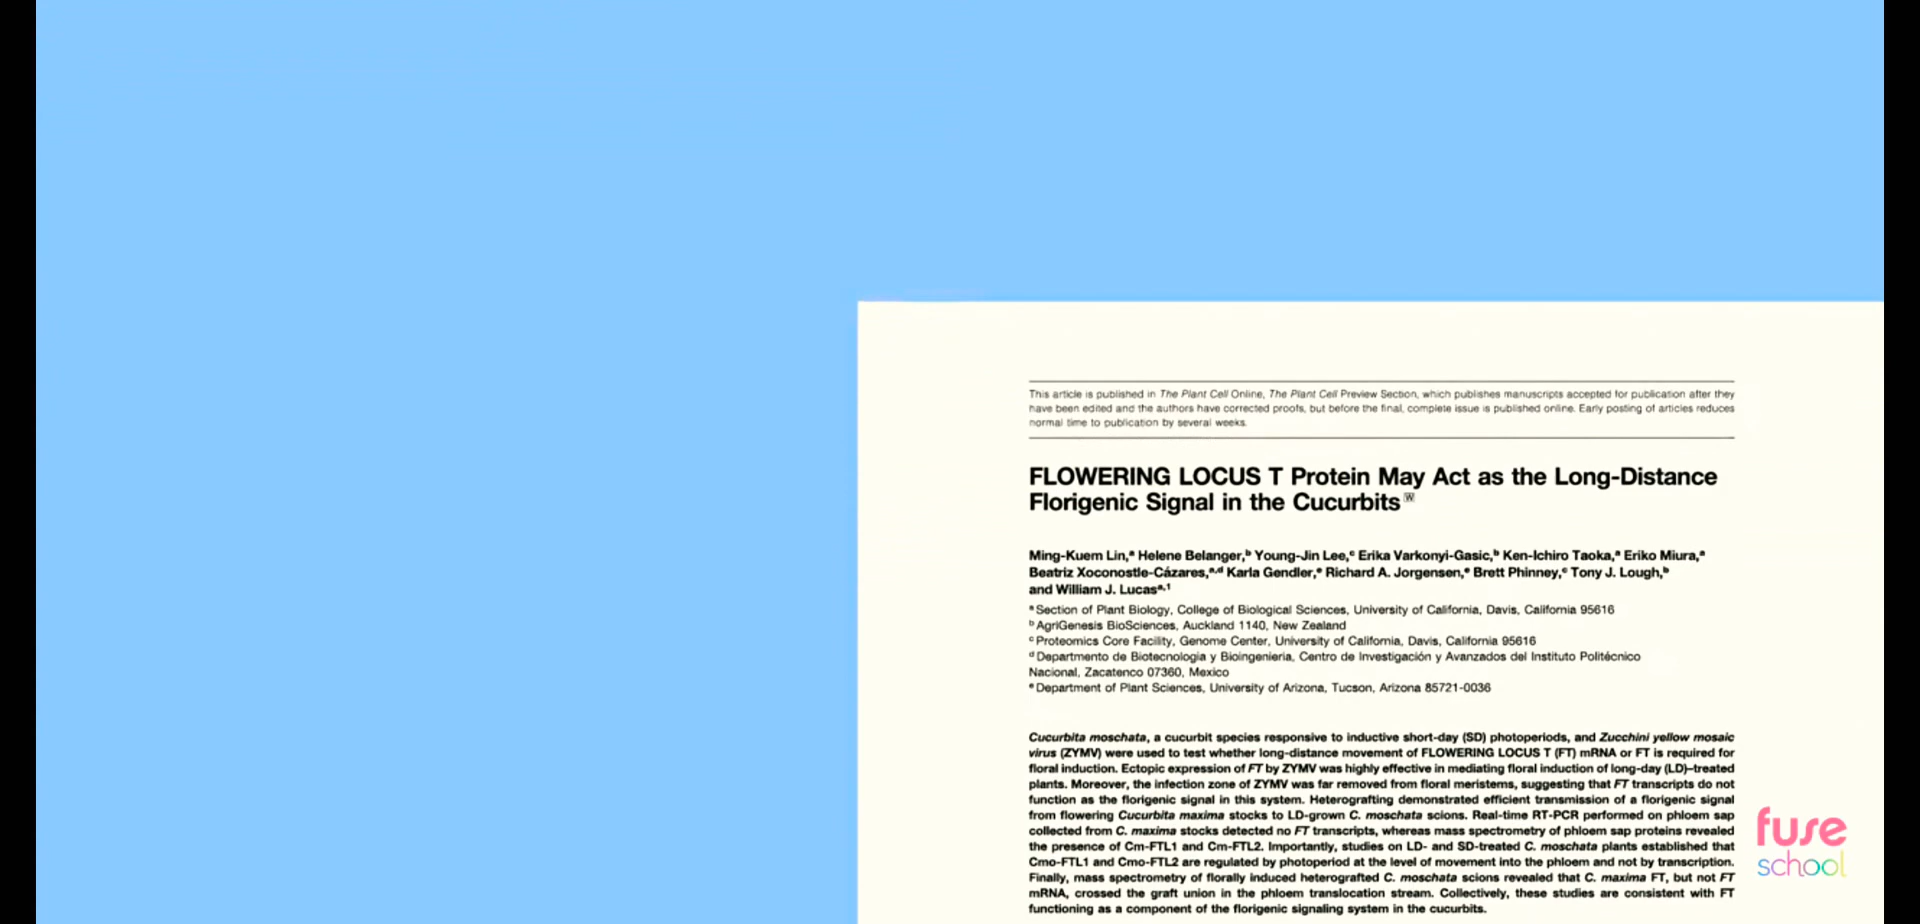 This article is published in The Plant Cell Online, The Plant Cell Preview Section, which publishes manuscripts accepted for publication after they
have been edited and the authors have corrected proofs, but before the final, complete issue is published online. Early posting of articles reduces
normal time to publication by several weeks.
FLOWERING LOCUS T Protein May Act as the Long-Distance
Florigenic Signal in the Cucurbits W
Ming-Kuem Lin,a Helene Belanger,b Young-Jin Lee,c Erika Varkonyi-Gasic,b Ken-Ichiro Taoka,a Eriko Miura,a
Beatriz Xoconostle-Cázares,a,d Karla Gendler,e Richard A. Jorgensen,e Brett Phinney,c Tony J. Lough,b
and William J. Lucasa,1
a Section of Plant Biology, College of Biological Sciences, University of California, Davis, California 95616
b AgriGenesis BioSciences, Auckland 1140, New Zealand
c Proteomics Core Facility, Genome Center, University of California, Davis, California 95616
d Departmento de Biotecnologia y Bioingenieria, Centro de Investigación y Avanzados del Instituto Politécnico
Nacional, Zacatenco 07360, Mexico
e Department of Plant Sciences, University of Arizona, Tucson, Arizona 85721-0036
Cucurbita moschata, a cucurbit species responsive to inductive short-day (SD) photoperiods, and Zucchini yellow mosaic
virus (ZYMV) were used to test whether long-distance movement of FLOWERING LOCUS T (FT) mRNA or FT is required for
floral induction. Ectopic expression of FT by ZYMV was highly effective in mediating floral induction of long-day (LD)–treated
plants. Moreover, the infection zone of ZYMV was far removed from floral meristems, suggesting that FT transcripts do not
function as the florigenic signal in this system. Heterografting demonstrated efficient transmission of a florigenic signal
from flowering Cucurbita maxima stocks to LD-grown C. moschata scions. Real-time RT-PCR performed on phloem sap
collected from C. maxima stocks detected no FT transcripts, whereas mass spectrometry of phloem sap proteins revealed
the presence of Cm-FTL1 and Cm-FTL2. Importantly, studies on LD- and SD-treated C. moschata plants established that
Cmo-FTL1 and Cmo-FTL2 are regulated by photoperiod at the level of movement into the phloem and not by transcription.
Finally, mass spectrometry of florally induced heterografted C. moschata scions revealed that C. maxima FT, but not FT
mRNA, crossed the graft union in the phloem translocation stream. Collectively, these studies are consistent with FT
functioning as a component of the florigenic signaling system in the cucurbits.
fuse
school